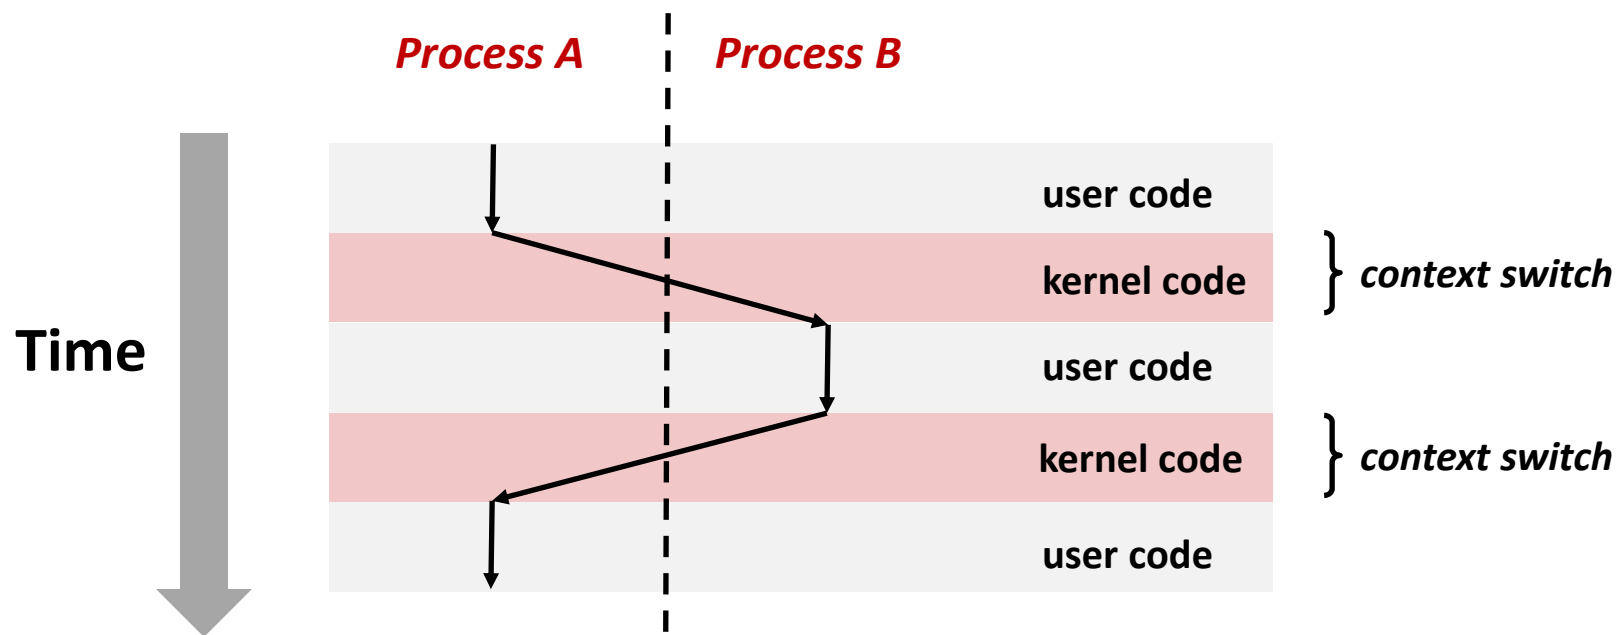 Process A
Process B
user code
kernel code
context switch
Time
user code
kernel code
context switch
user code